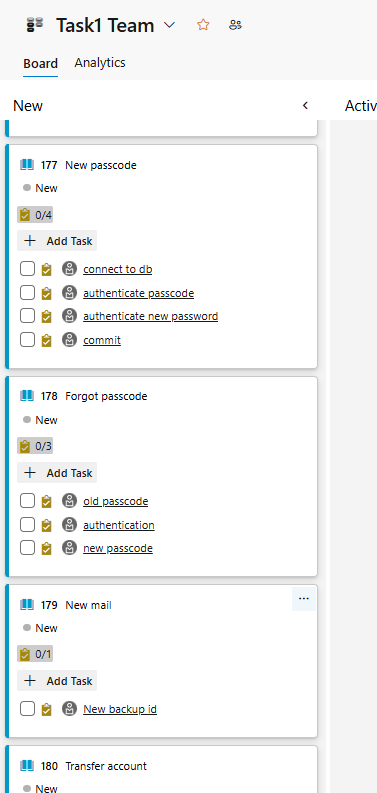 Task1 Team
Board Analytics
New Activ
177 New passcode
New
0/4
+ Add Task
connect to db
authenticate passcode
authenticate new password
commit
178 Forgot passcode
New
0/3
+ Add Task
old passcode
authentication
new passcode
179 New mail
...
New
0/1
+ Add Task
New backup id
180 Transfer account
New